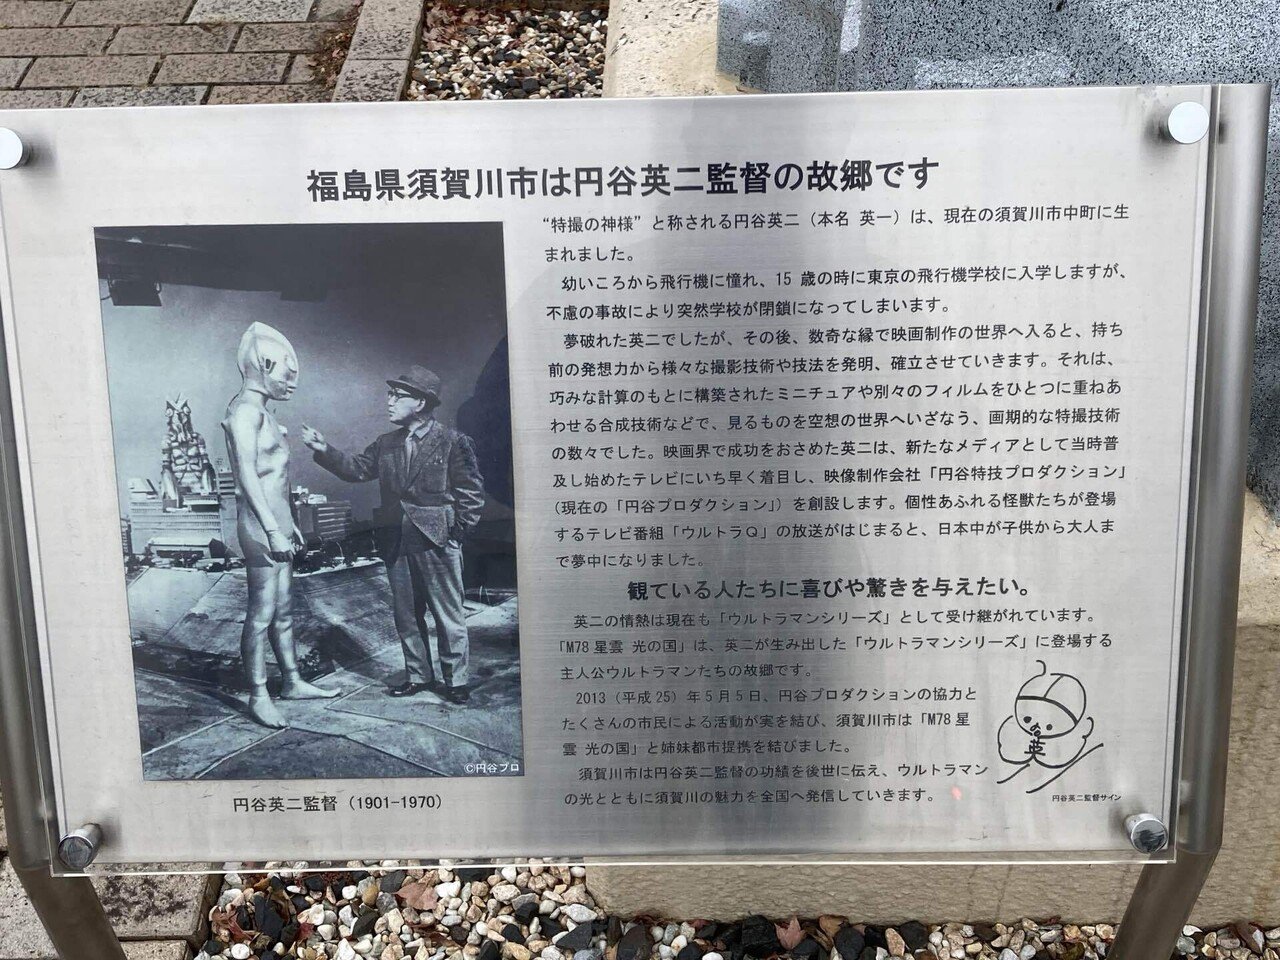 福島県須賀川市は円谷英二監督の故郷です
“特撮の神様”と称される円谷英二（本名 英一）は、現在の須賀川市中町に生
まれました。
幼いころから飛行機に憧れ、15 歳の時に東京の飛行機学校に入学しますが、
不慮の事故により突然学校が閉鎖になってしまいます。
夢破れた英二でしたが、その後、数奇な縁で映画制作の世界へ入ると、持ち
前の発想力から様々な撮影技術や技法を発明、確立させていきます。それは、
巧みな計算のもとに構築されたミニチュアや別々のフィルムをひとつに重ねあ
わせる合成技術などで、見るものを空想の世界へいざなう、画期的な特撮技術
の数々でした。映画界で成功をおさめた英二は、新たなメディアとして当時普
及し始めたテレビにいち早く着目し、映像制作会社「円谷特技プロダクション」
（現在の「円谷プロダクション」）を創設します。個性あふれる怪獣たちが登場
するテレビ番組「ウルトラＱ」の放送がはじまると、日本中が子供から大人ま
で夢中になりました。
観ている人たちに喜びや驚きを与えたい。
英二の情熱は現在も「ウルトラマンシリーズ」として受け継がれています。
「M78 星雲 光の国」は、英二が生み出した「ウルトラマンシリーズ」に登場する
主人公ウルトラマンたちの故郷です。
2013（平成 25）年５月５日、円谷プロダクションの協力と
たくさんの市民による活動が実を結び、須賀川市は「M78 星
雲 光の国」と姉妹都市提携を結びました。
須賀川市は円谷英二監督の功績を後世に伝え、ウルトラマン
の光とともに須賀川の魅力を全国へ発信していきます。
©円谷プロ
円谷英二監督（1901-1970）
英
円谷英二監督サイン